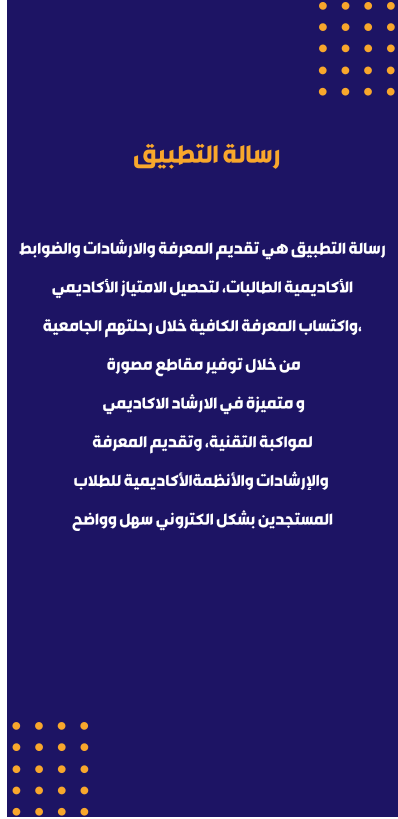 رسالة التطبيق
رسالة التطبيق هي تقديم المعرفة والارشادات والضوابط
الأكاديمية الطالبات، لتحصيل الامتياز الأكاديمي
،واكتساب المعرفة الكافية خلال رحلتهم الجامعية
من خلال توفير مقاطع مصورة
و متميزة في الارشاد الاكاديمي
لمواكبة التقنية، وتقديم المعرفة
والإرشادات والأنظمةالأكاديمية للطلاب
المستجدين بشكل الكتروني سهل وواضح